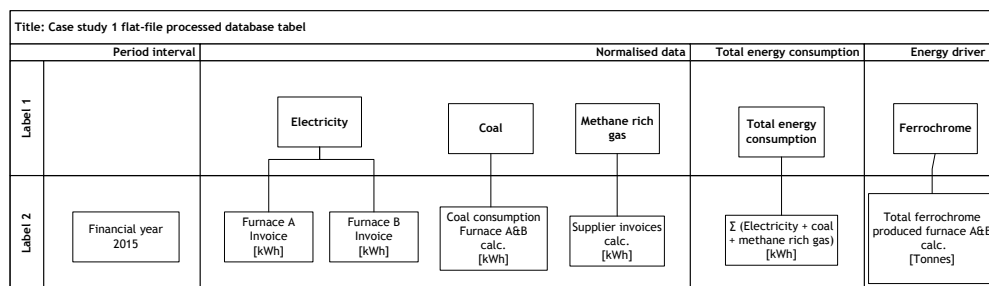 Title: Case study 1 flat-file processed database tabel
Period interval
Normalised data
Total energy consumption
Energy driver
Label 1
Electricity
Coal
Methane rich
gas
Total energy
consumption
Ferrochrome
Label 2
Financial year
2015
Furnace A
Invoice
[kWh]
Furnace B
Invoice
[kWh]
Coal consumption
Furnace A&B
calc.
[kWh]
Supplier invoices
calc.
[kWh]
Σ (Electricity + coal
+ methane rich gas)
[kWh]
Total ferrochrome
produced furnace A&B
calc.
[Tonnes]